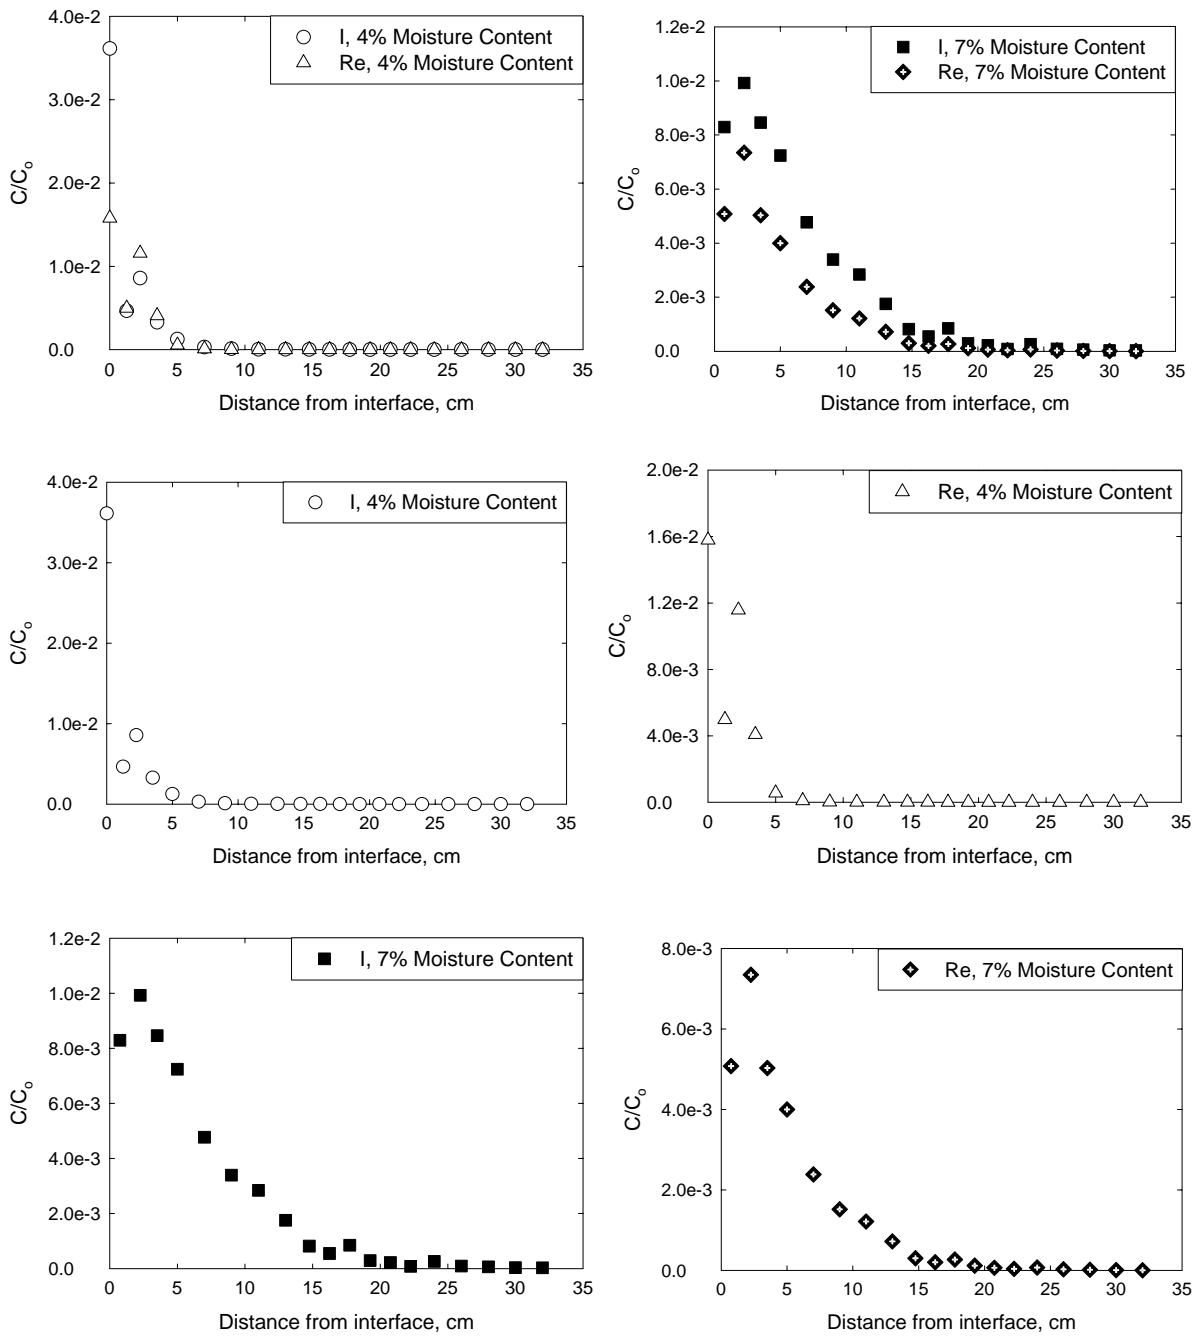 4.0e-2
3.0e-2
2.0e-2
1.0e-2
0.0
C/Co
I, 4% Moisture Content
Re, 4% Moisture Content
0 5 10 15 20 25 30 35
Distance from interface, cm
1.2e-2
1.0e-2
8.0e-3
6.0e-3
4.0e-3
2.0e-3
0.0
C/Co
I, 7% Moisture Content
Re, 7% Moisture Content
0 5 10 15 20 25 30 35
Distance from interface, cm
4.0e-2
3.0e-2
2.0e-2
1.0e-2
0.0
C/Co
I, 4% Moisture Content
0 5 10 15 20 25 30 35
Distance from interface, cm
2.0e-2
1.6e-2
1.2e-2
8.0e-3
4.0e-3
0.0
C/Co
Re, 4% Moisture Content
0 5 10 15 20 25 30 35
Distance from interface, cm
1.2e-2
1.0e-2
8.0e-3
6.0e-3
4.0e-3
2.0e-3
0.0
C/Co
I, 7% Moisture Content
0 5 10 15 20 25 30 35
Distance from interface, cm
8.0e-3
6.0e-3
4.0e-3
2.0e-3
0.0
C/Co
Re, 7% Moisture Content
0 5 10 15 20 25 30 35
Distance from interface, cm